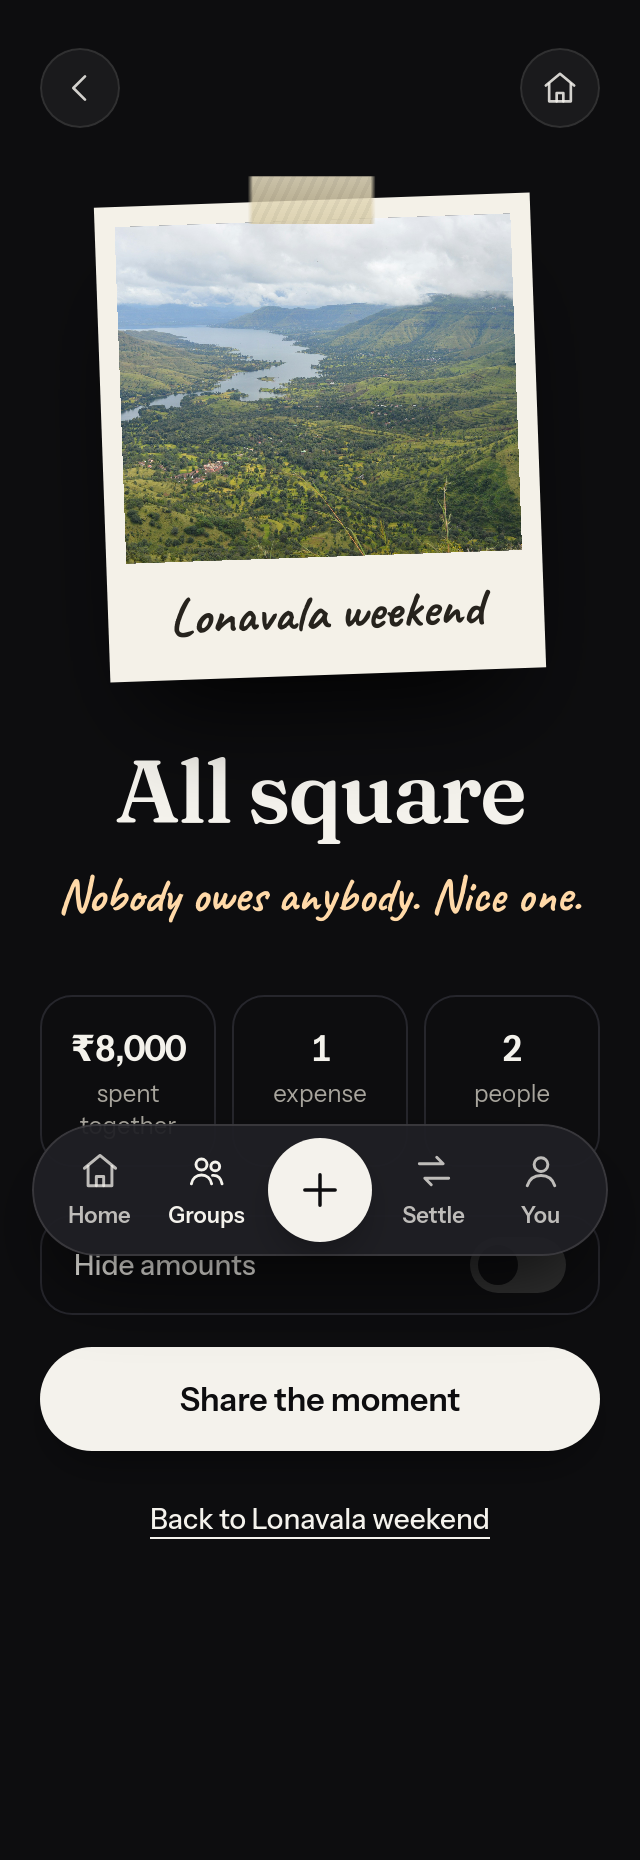 Lonavala weekend
All square
Nobody owes anybody. Nice one.
₹8,000
spent
together
1
expense
2
people
Home
Groups
Settle
You
Hide amounts
Share the moment
Back to Lonavala weekend